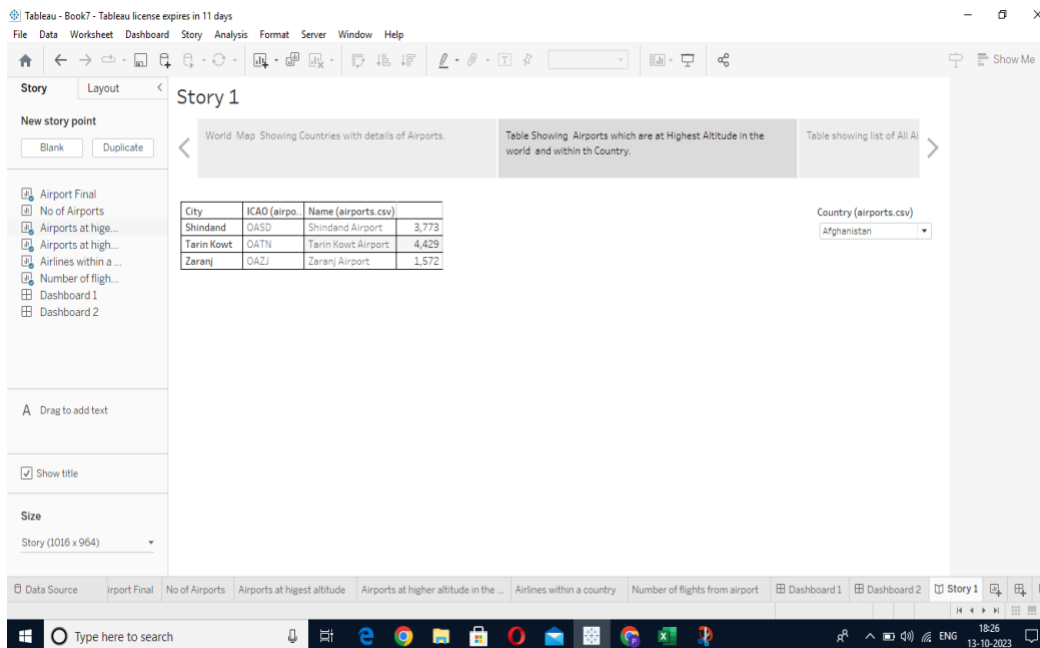 Tableau - Book7 - Tableau license expires in 11 days
File Data Worksheet Dashboard Story Analysis Format Server Window Help
Show Me
Story Layout
New story point
Blank Duplicate
Airport Final
No of Airports
Airports at hige...
Airports at high...
Airlines within a ...
Number of fligh...
Dashboard 1
Dashboard 2
A Drag to add text
Show title
Size
Story (1016 x 964)
Story 1
World Map Showing Countries with details of Airports.
Table Showing Airports which are at Highest Altitude in the
world and within th Country.
Table showing list of All Ai
City ICAO (airpo.. Name (airports.csv)
Shindand OASD Shindand Airport 3,773
Tarin Kowt OATN Tarin Kowt Airport 4,429
Zaranj OAZJ Zaranj Airport 1,572
Country (airports.csv)
Afghanistan
Data Source irport Final No of Airports Airports at higest altitude Airports at higher altitude in the ... Airlines within a country Number of flights from airport Dashboard 1 Dashboard 2 Story 1
Type here to search
ENG
18:26
13-10-2023